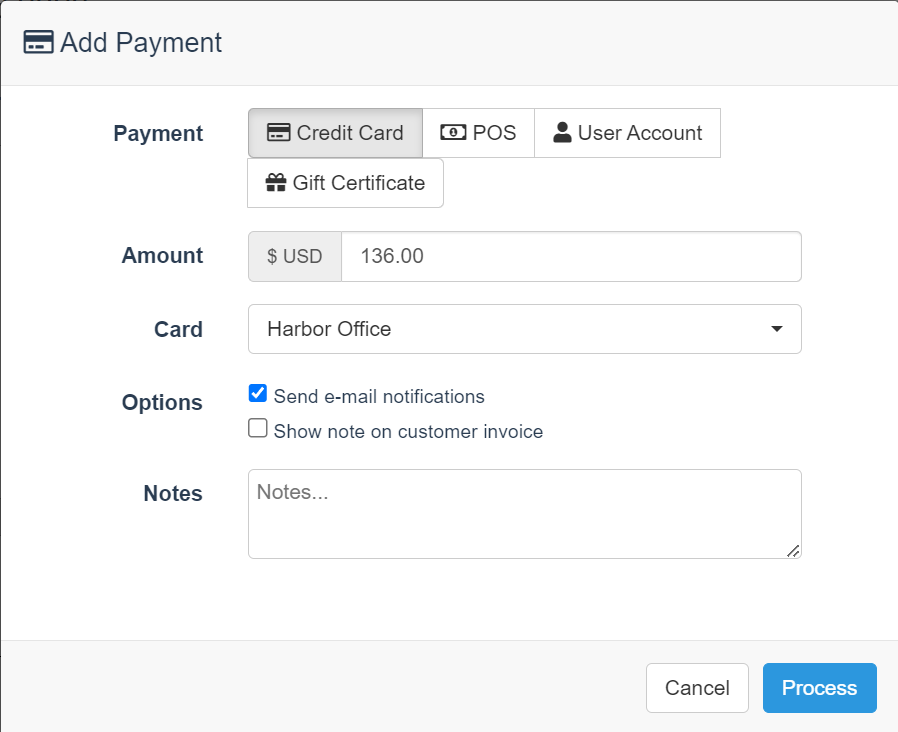 Add Payment
Payment
Credit Card
POS
User Account
Gift Certificate
Amount
$ USD
136.00
Card
Harbor Office
Options
Send e-mail notifications
Show note on customer invoice
Notes
Notes...
Cancel
Process